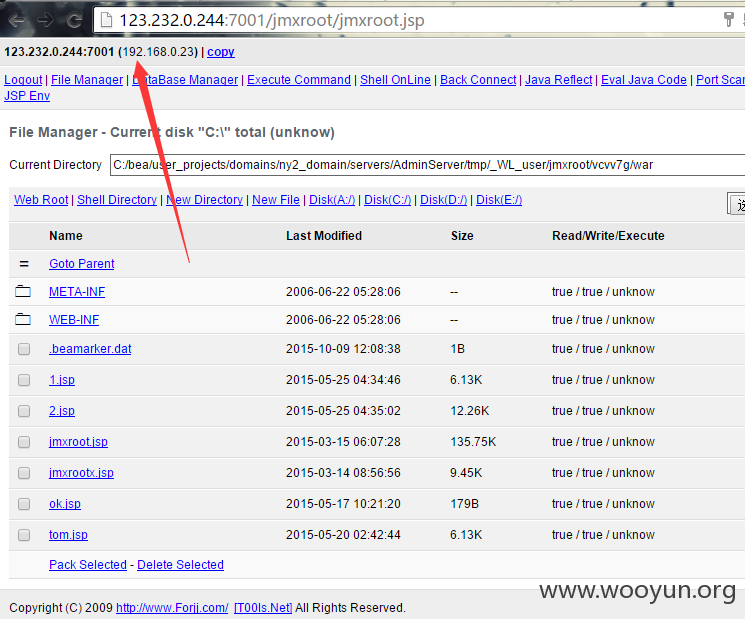 123.232.0.244:7001/jmxroot/jmxroot.jsp
123.232.0.244:7001 (192.168.0.23) | copy
Logout | File Manager | DataBase Manager | Execute Command | Shell OnLine | Back Connect | Java Reflect | Eval Java Code | Port Scan
JSP Env
File Manager - Current disk "C:\" total (unknow)
Current Directory C:/bea/user_projects/domains/ny2_domain/servers/AdminServer/tmp/_WL_user/jmxroot/vcvv7g/war
Web Root | Shell Directory | New Directory | New File | Disk(A:/) | Disk(C:/) | Disk(D:/) | Disk(E:/)
Name Last Modified Size Read/Write/Execute
= Goto Parent
META-INF 2006-06-22 05:28:06 -- true / true / unknow
WEB-INF 2006-06-22 05:28:06 -- true / true / unknow
.beamarker.dat 2015-10-09 12:08:38 1B true / true / unknow
1.jsp 2015-05-25 04:34:46 6.13K true / true / unknow
2.jsp 2015-05-25 04:35:02 12.26K true / true / unknow
jmxroot.jsp 2015-03-15 06:07:28 135.75K true / true / unknow
jmxrootx.jsp 2015-03-14 08:56:56 9.45K true / true / unknow
ok.jsp 2015-05-17 10:21:20 179B true / true / unknow
tom.jsp 2015-05-20 02:42:44 6.13K true / true / unknow
Pack Selected - Delete Selected
www.wooyun.org
Copyright (C) 2009 http://www.Forjj.com/ [T00ls.Net] All Rights Reserved.